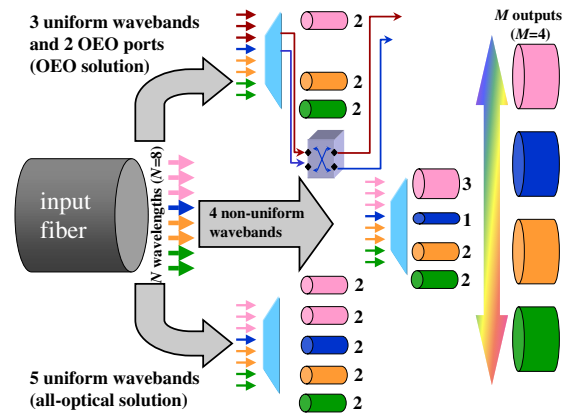 3 uniform wavebands
and 2 OEO ports
(OEO solution)
2
2
2
M outputs
(M=4)
input
fiber
N wavelengths (N=8)
4 non-uniform
wavebands
3
1
2
2
5 uniform wavebands
(all-optical solution)
2
2
2
2
2